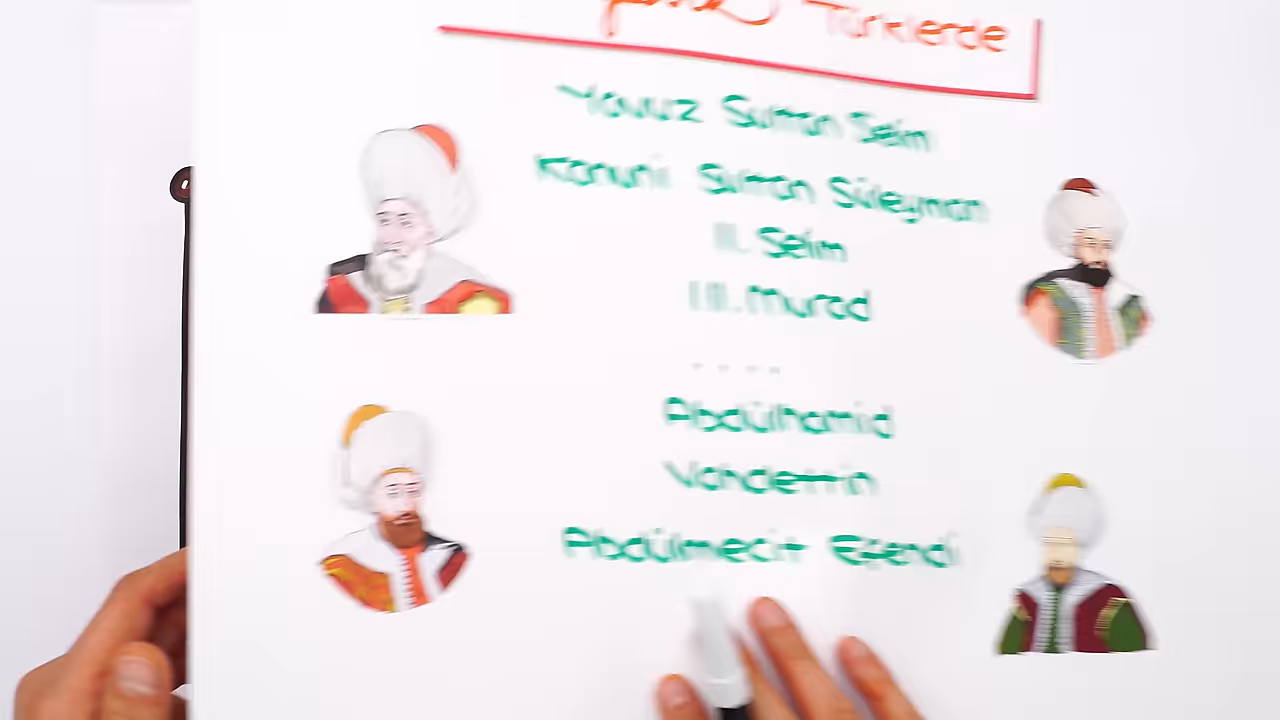 Türklerde
Yavuz Sultan Selim
Kanuni Sultan Süleyman
II. Selim
III. Murad
....
Abdülhamid
Vahdettin
Abdülmecit Efendi